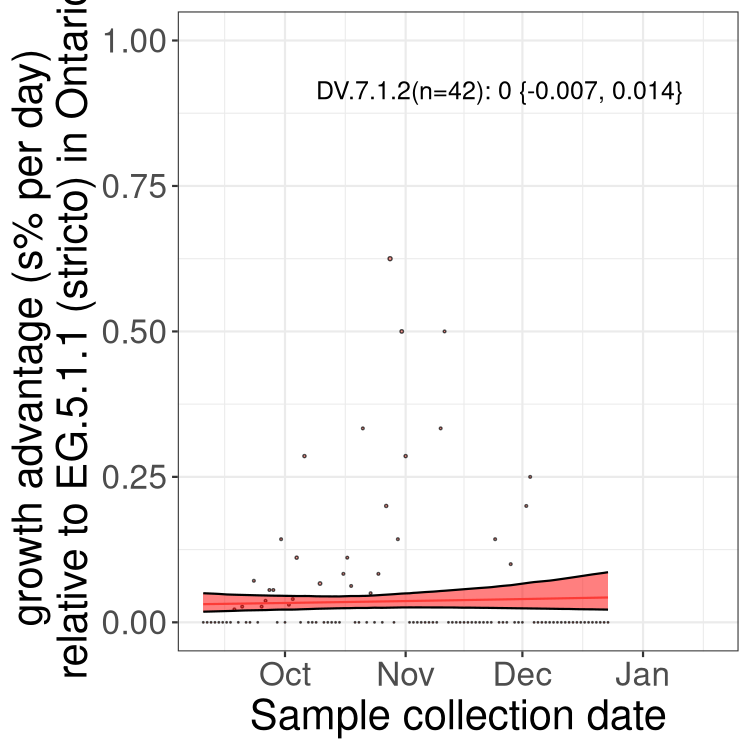 growth advantage (s% per day)
relative to EG.5.1.1 (stricto) in Ontario
1.00
0.75
0.50
0.25
0.00
DV.7.1.2(n=42): 0 {-0.007, 0.014}
Oct Nov Dec Jan
Sample collection date